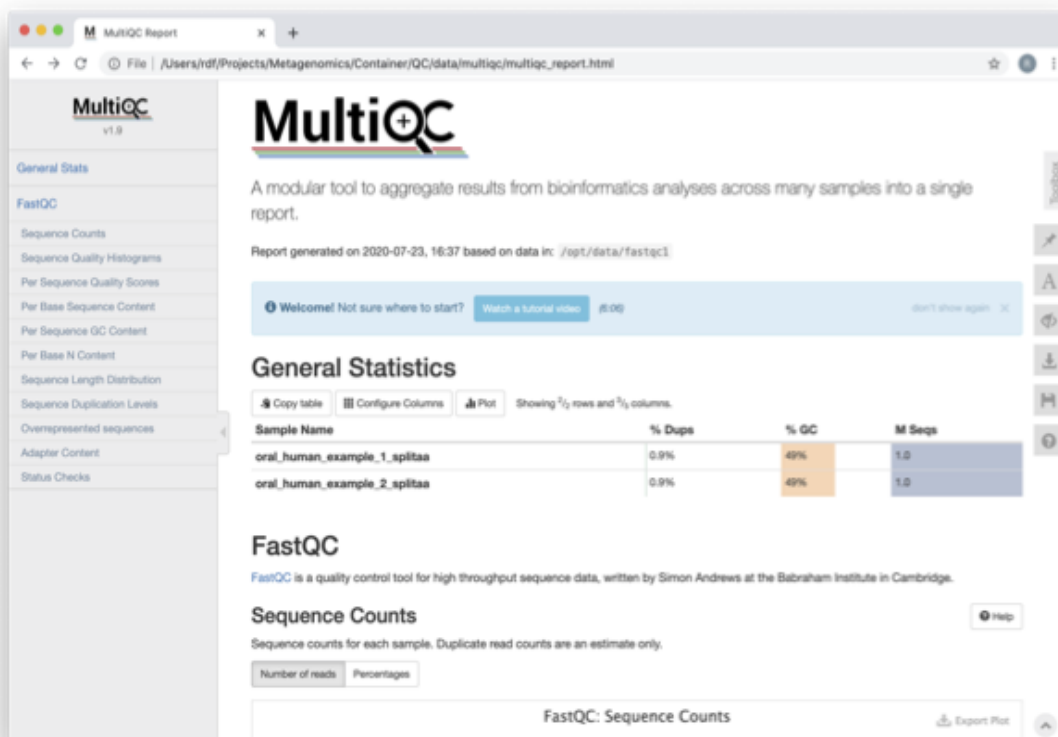 MultiQC Report
File | /Users/rdf/Projects/Metagenomics/Container/QC/data/multiqc/multiqc_report.html
MultiQC
v1.9
General Stats
FastQC
Sequence Counts
Sequence Quality Histograms
Per Sequence Quality Scores
Per Base Sequence Content
Per Sequence GC Content
Per Base N Content
Sequence Length Distribution
Sequence Duplication Levels
Overrepresented sequences
Adapter Content
Status Checks
MultiQC
A modular tool to aggregate results from bioinformatics analyses across many samples into a single
report.
Report generated on 2020-07-23, 16:37 based on data in: /opt/data/fastqc1
Welcome! Not sure where to start? Watch a tutorial video (6:06) don't show again
General Statistics
Copy table Configure Columns Plot Showing 2/2 rows and 3/5 columns.
Sample Name % Dups % GC M Seqs
oral_human_example_1_splitaa 0.9% 49% 1.0
oral_human_example_2_splitaa 0.9% 49% 1.0
FastQC
FastQC is a quality control tool for high throughput sequence data, written by Simon Andrews at the Babraham Institute in Cambridge.
Sequence Counts
Help
Sequence counts for each sample. Duplicate read counts are an estimate only.
Number of reads Percentages
FastQC: Sequence Counts
Export Plot
Toolbox
A